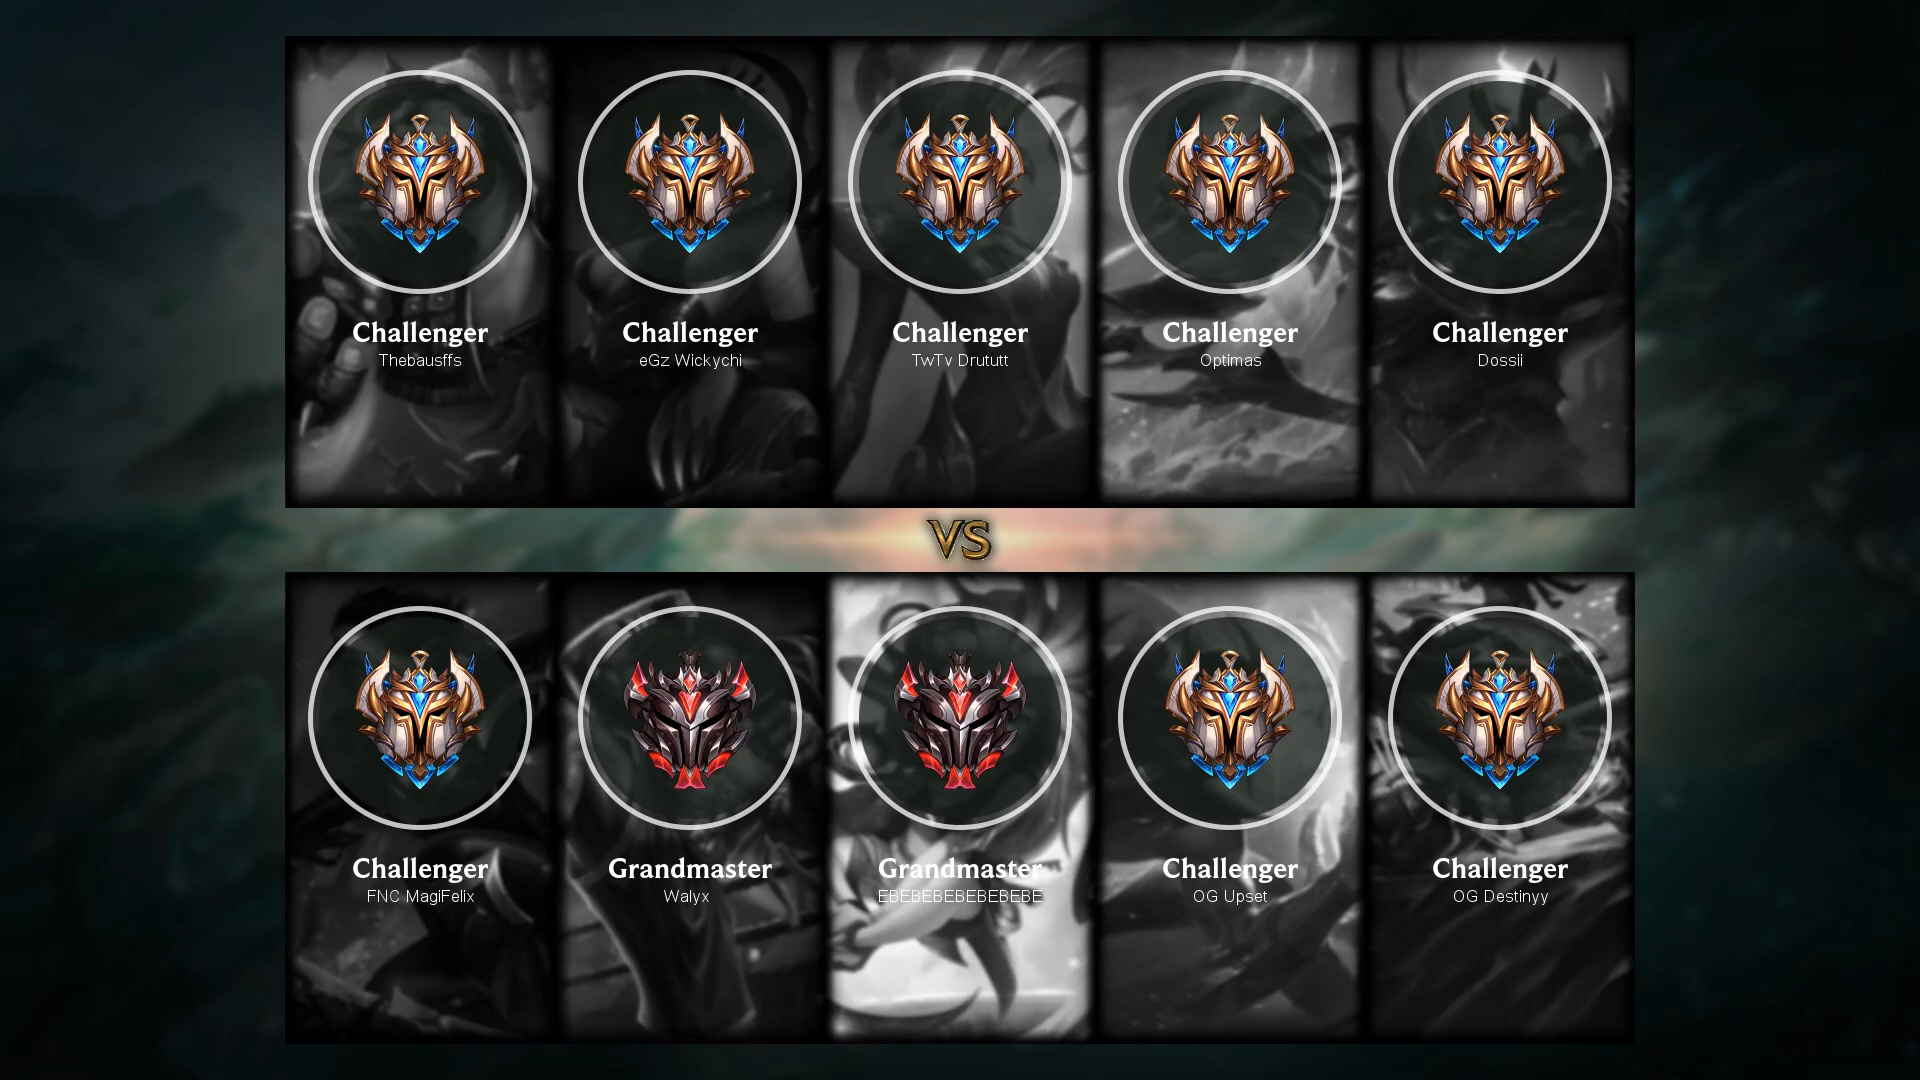 Challenger
Thebausffs
Challenger
eGz Wickychi
Challenger
TwTv Drututt
Challenger
Optimas
Challenger
Dossii
VS
Challenger
FNC MagiFelix
Grandmaster
Walyx
Grandmaster
EBEBEBEBEBEBEBE
Challenger
OG Upset
Challenger
OG Destinyy